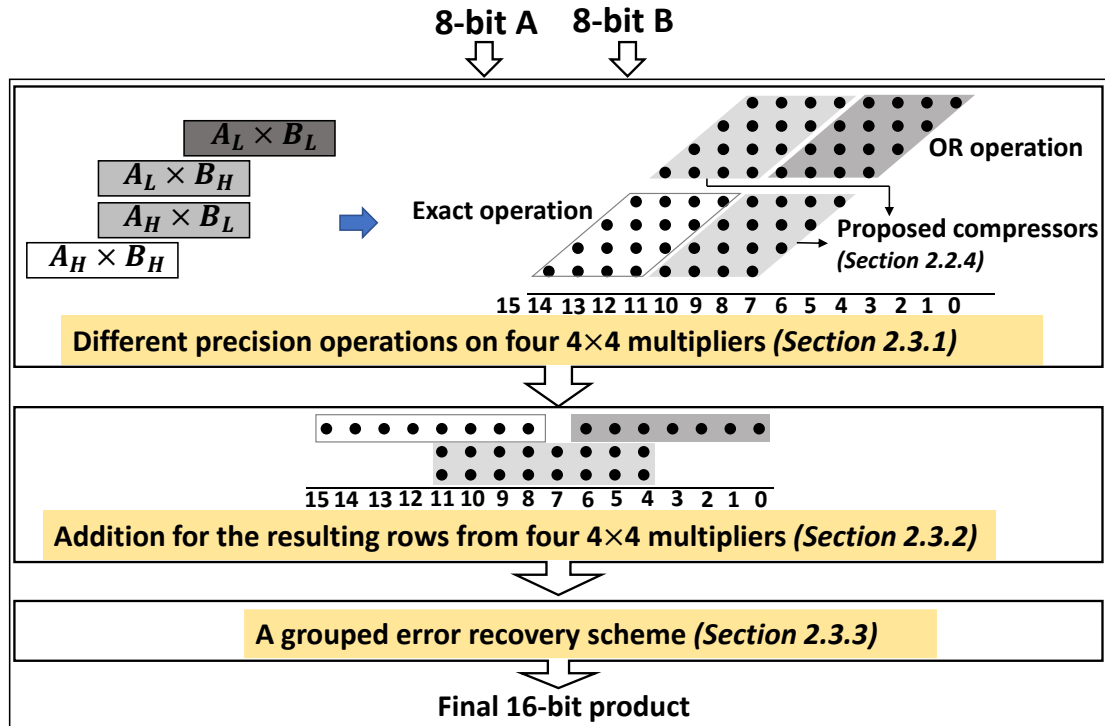 8-bit A 8-bit B
A_L × B_L
A_L × B_H
A_H × B_L
A_H × B_H
OR operation
Exact operation
Proposed compressors
(Section 2.2.4)
15 14 13 12 11 10 9 8 7 6 5 4 3 2 1 0
Different precision operations on four 4×4 multipliers (Section 2.3.1)
15 14 13 12 11 10 9 8 7 6 5 4 3 2 1 0
Addition for the resulting rows from four 4×4 multipliers (Section 2.3.2)
A grouped error recovery scheme (Section 2.3.3)
Final 16-bit product